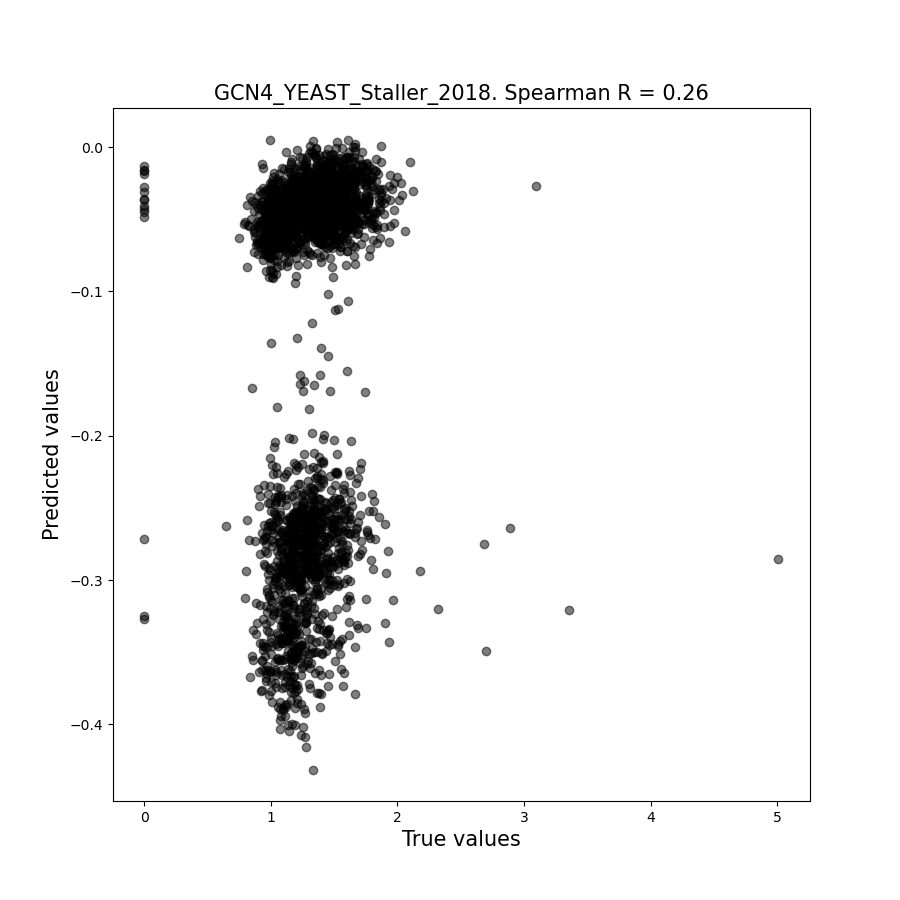 GCN4_YEAST_Staller_2018. Spearman R = 0.26
0.0
−0.1
−0.2
−0.3
−0.4
Predicted values
0 1 2 3 4 5
True values